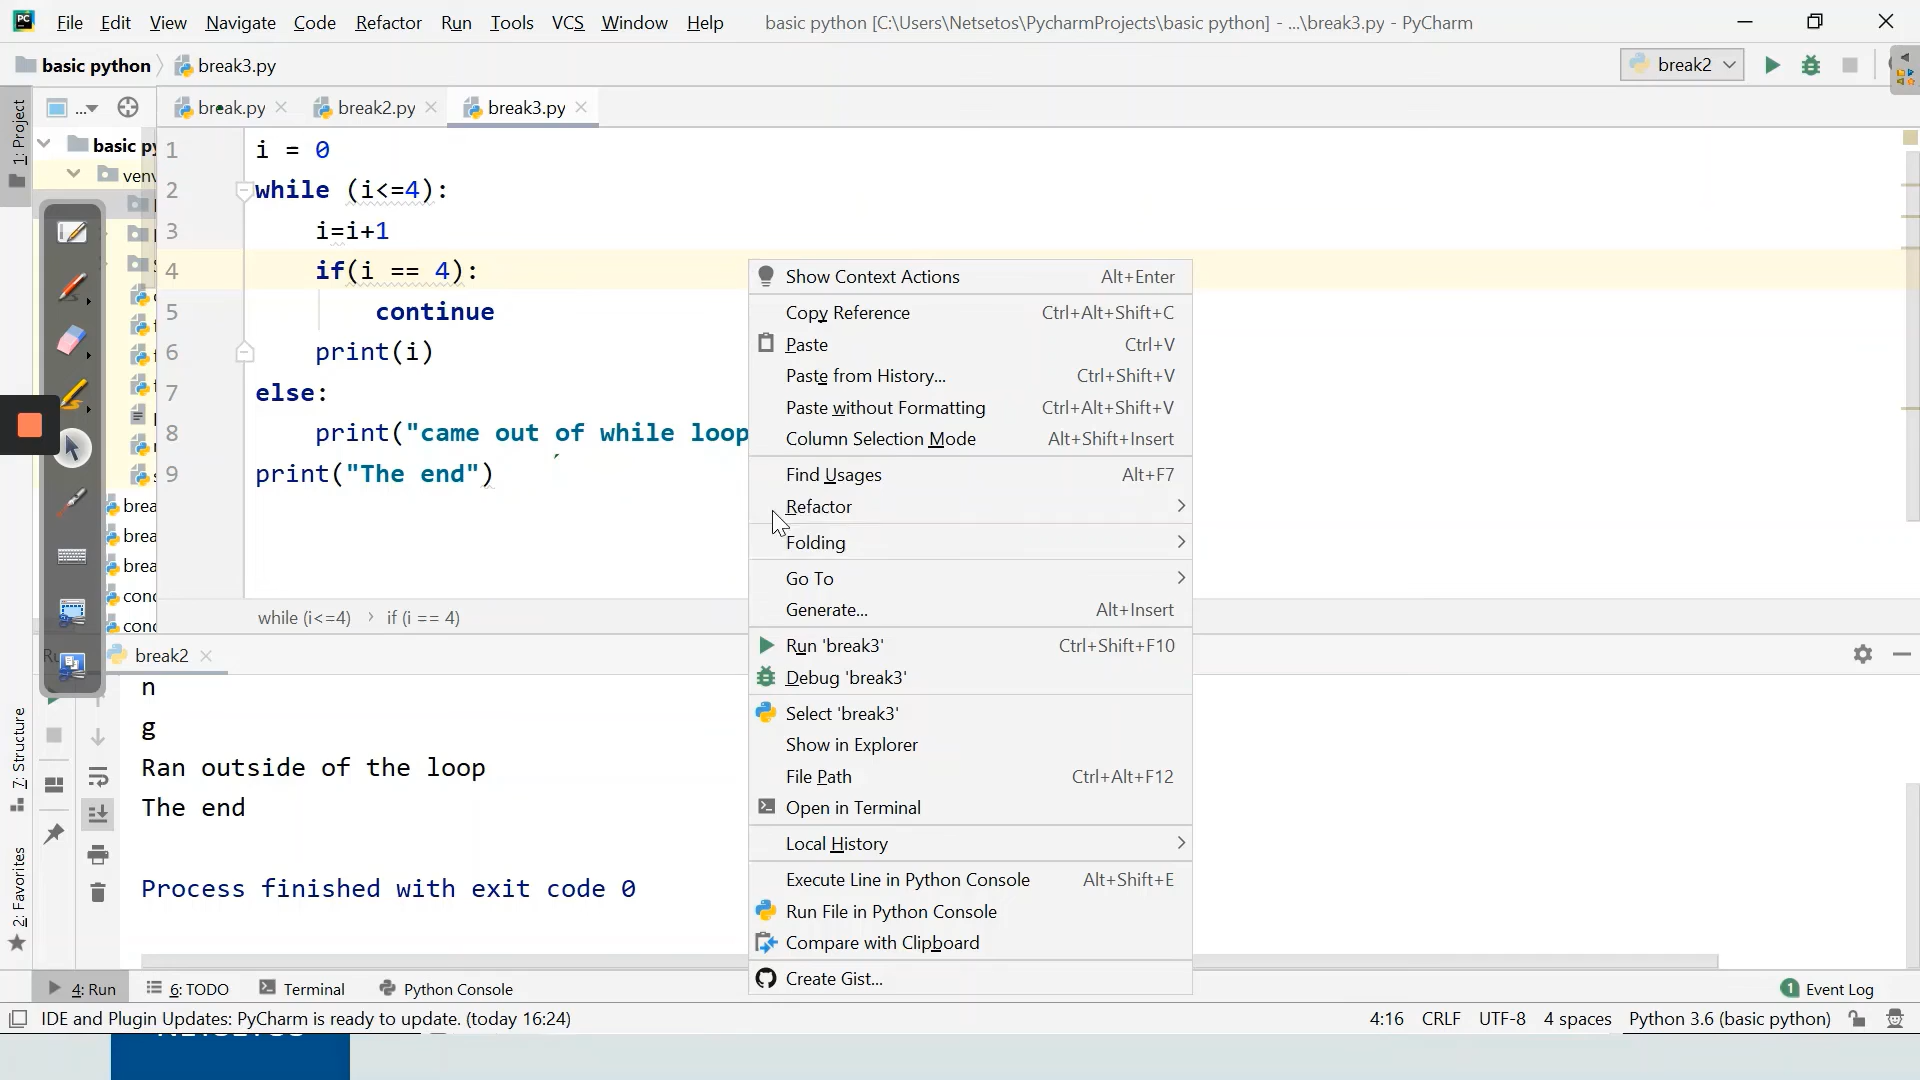 File Edit View Navigate Code Refactor Run Tools VCS Window Help basic python [C:\Users\Netsetos\PycharmProjects\basic python] - ...\break3.py - PyCharm
basic python break3.py break2
1: Project
break.py break2.py break3.py
basic py
venv
1 i = 0
2 while (i<=4):
3 i=i+1
4 if(i == 4):
5 continue
6 print(i)
7 else:
8 print("came out of while loop
9 print("The end")
brea
brea
brea
cond
cond
while (i<=4) › if (i == 4)
Show Context Actions Alt+Enter
Copy Reference Ctrl+Alt+Shift+C
Paste Ctrl+V
Paste from History... Ctrl+Shift+V
Paste without Formatting Ctrl+Alt+Shift+V
Column Selection Mode Alt+Shift+Insert
Find Usages Alt+F7
Refactor
Folding
Go To
Generate... Alt+Insert
Run 'break3' Ctrl+Shift+F10
Debug 'break3'
Select 'break3'
Show in Explorer
File Path Ctrl+Alt+F12
Open in Terminal
Local History
Execute Line in Python Console Alt+Shift+E
Run File in Python Console
Compare with Clipboard
Create Gist...
break2
n
g
Ran outside of the loop
The end
Process finished with exit code 0
7: Structure
2: Favorites
4: Run 6: TODO Terminal Python Console 1 Event Log
IDE and Plugin Updates: PyCharm is ready to update. (today 16:24) 4:16 CRLF UTF-8 4 spaces Python 3.6 (basic python)